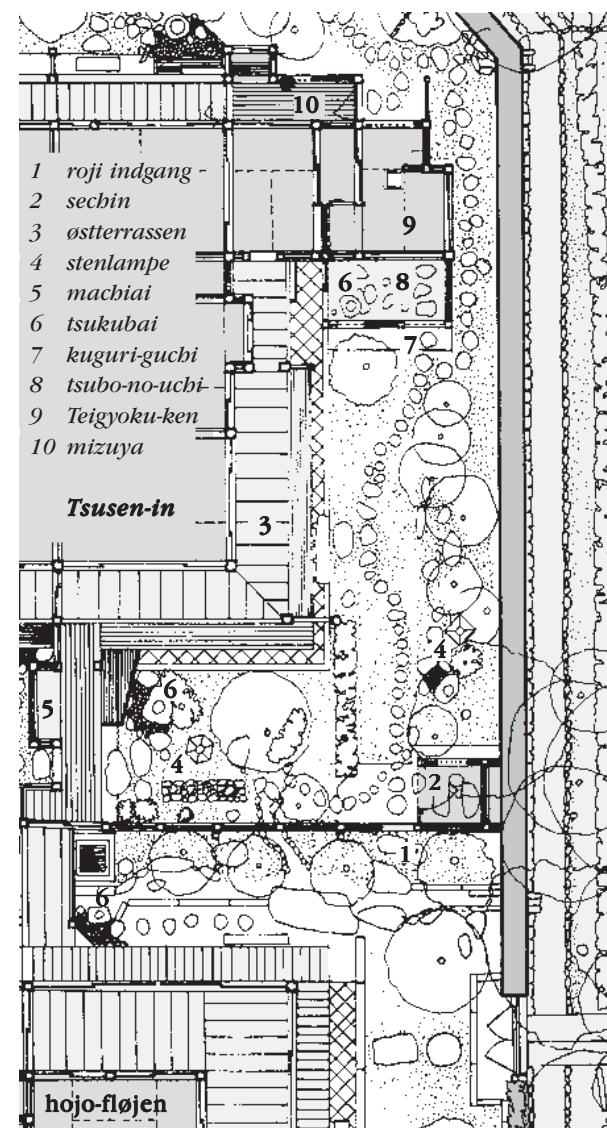 10
1 roji indgang
2 sechin
3 østterrassen
4 stenlampe
5 machiai
6 tsukubai
7 kuguri-guchi
8 tsubo-no-uchi
9 Teigyoku-ken
10 mizuya
Tsusen-in
9
6 8
7
3
4
6
5
4
2
1
6
hojo-fløjen